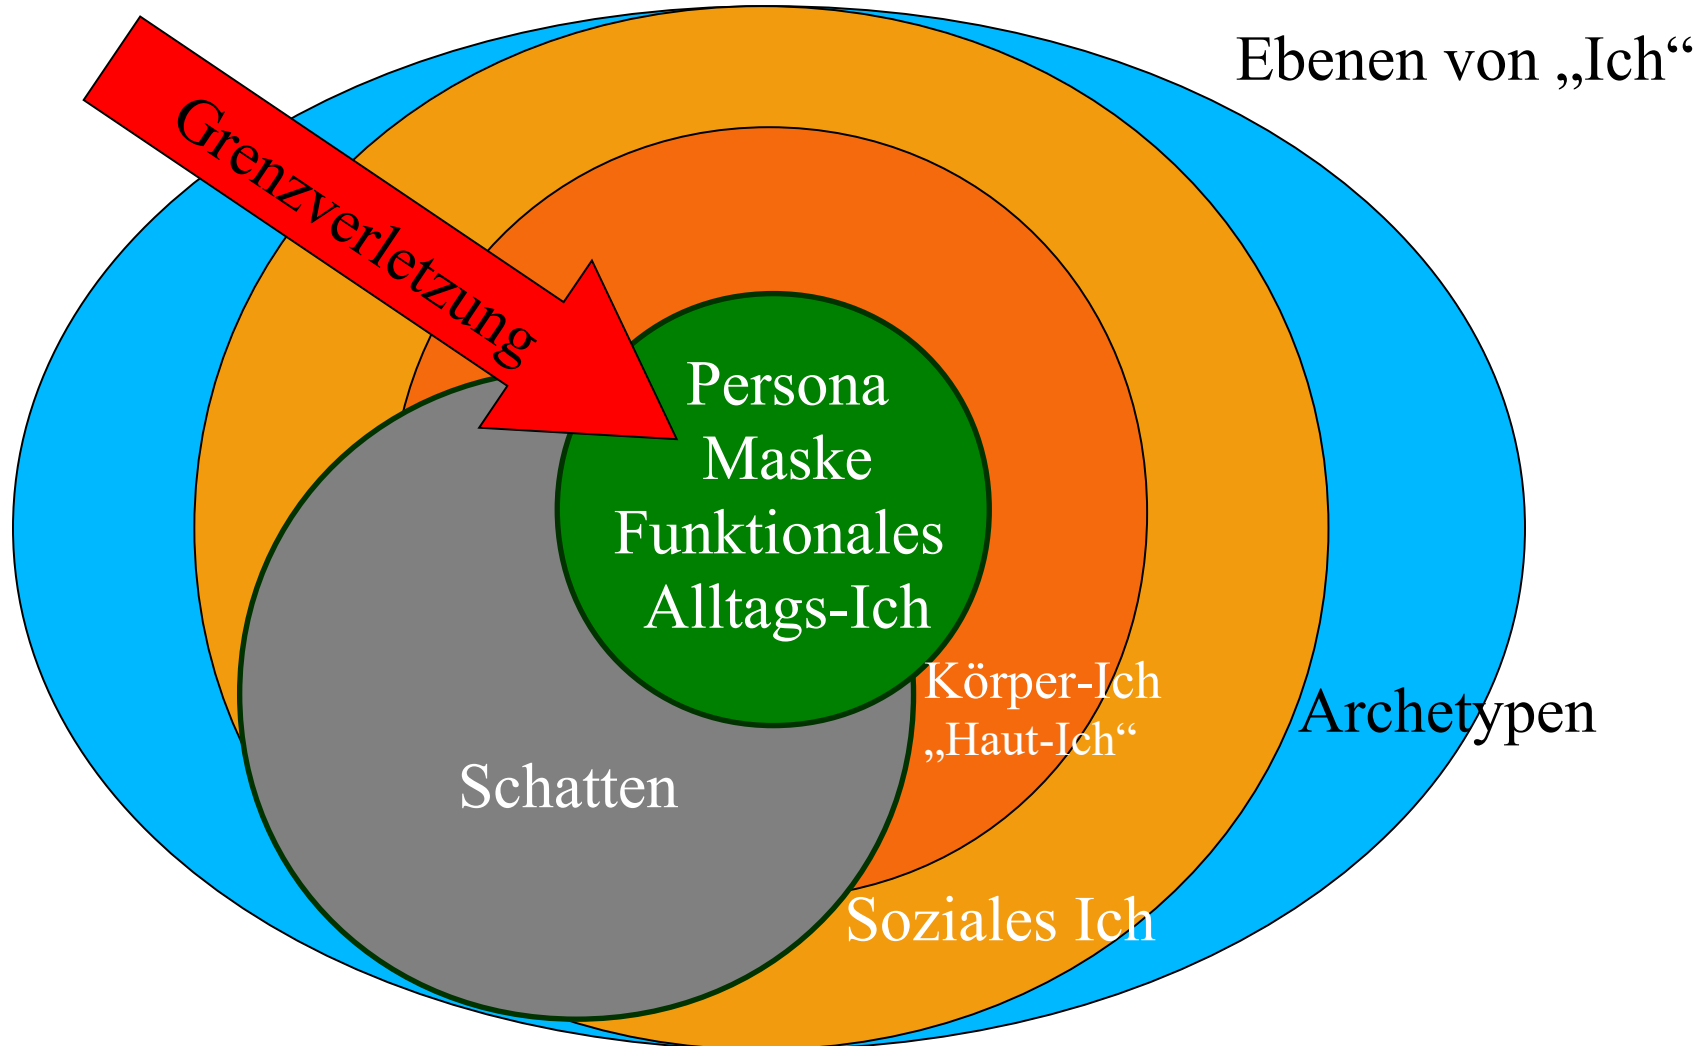 Ebenen von „Ich“
Grenzverletzung
Persona
Maske
Funktionales
Alltags-Ich
Körper-Ich
„Haut-Ich“
Archetypen
Schatten
Soziales Ich